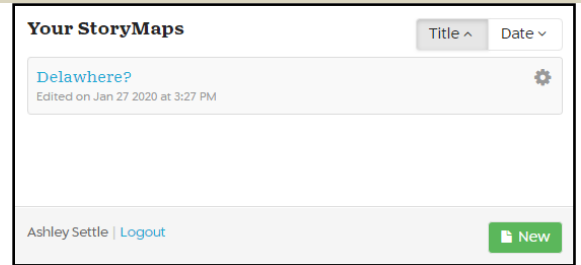 Your StoryMaps
Title Date
Delawhere?
Edited on Jan 27 2020 at 3:27 PM
Ashley Settle | Logout
New